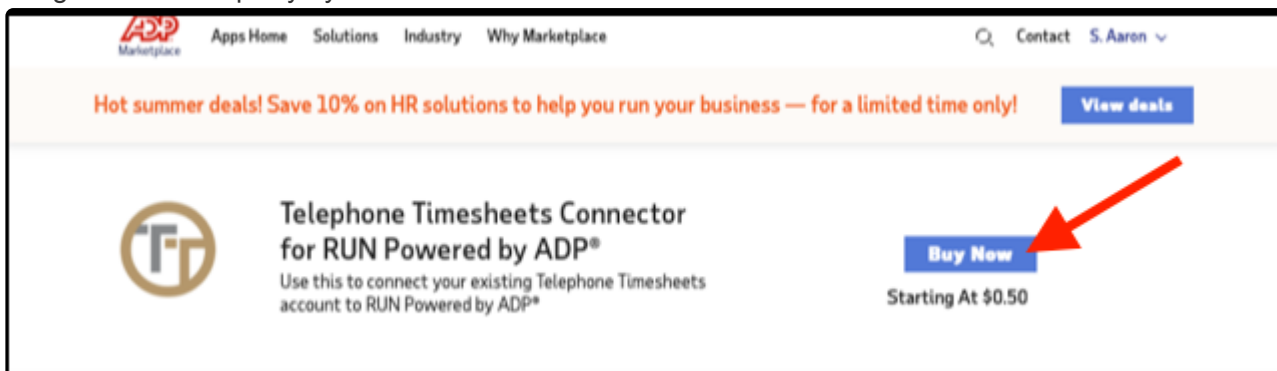 ADP
Marketplace
Apps Home Solutions Industry Why Marketplace Contact S. Aaron
Hot summer deals! Save 10% on HR solutions to help you run your business — for a limited time only! View deals
Telephone Timesheets Connector
for RUN Powered by ADP®
Buy Now
Use this to connect your existing Telephone Timesheets
account to RUN Powered by ADP®
Starting At $0.50